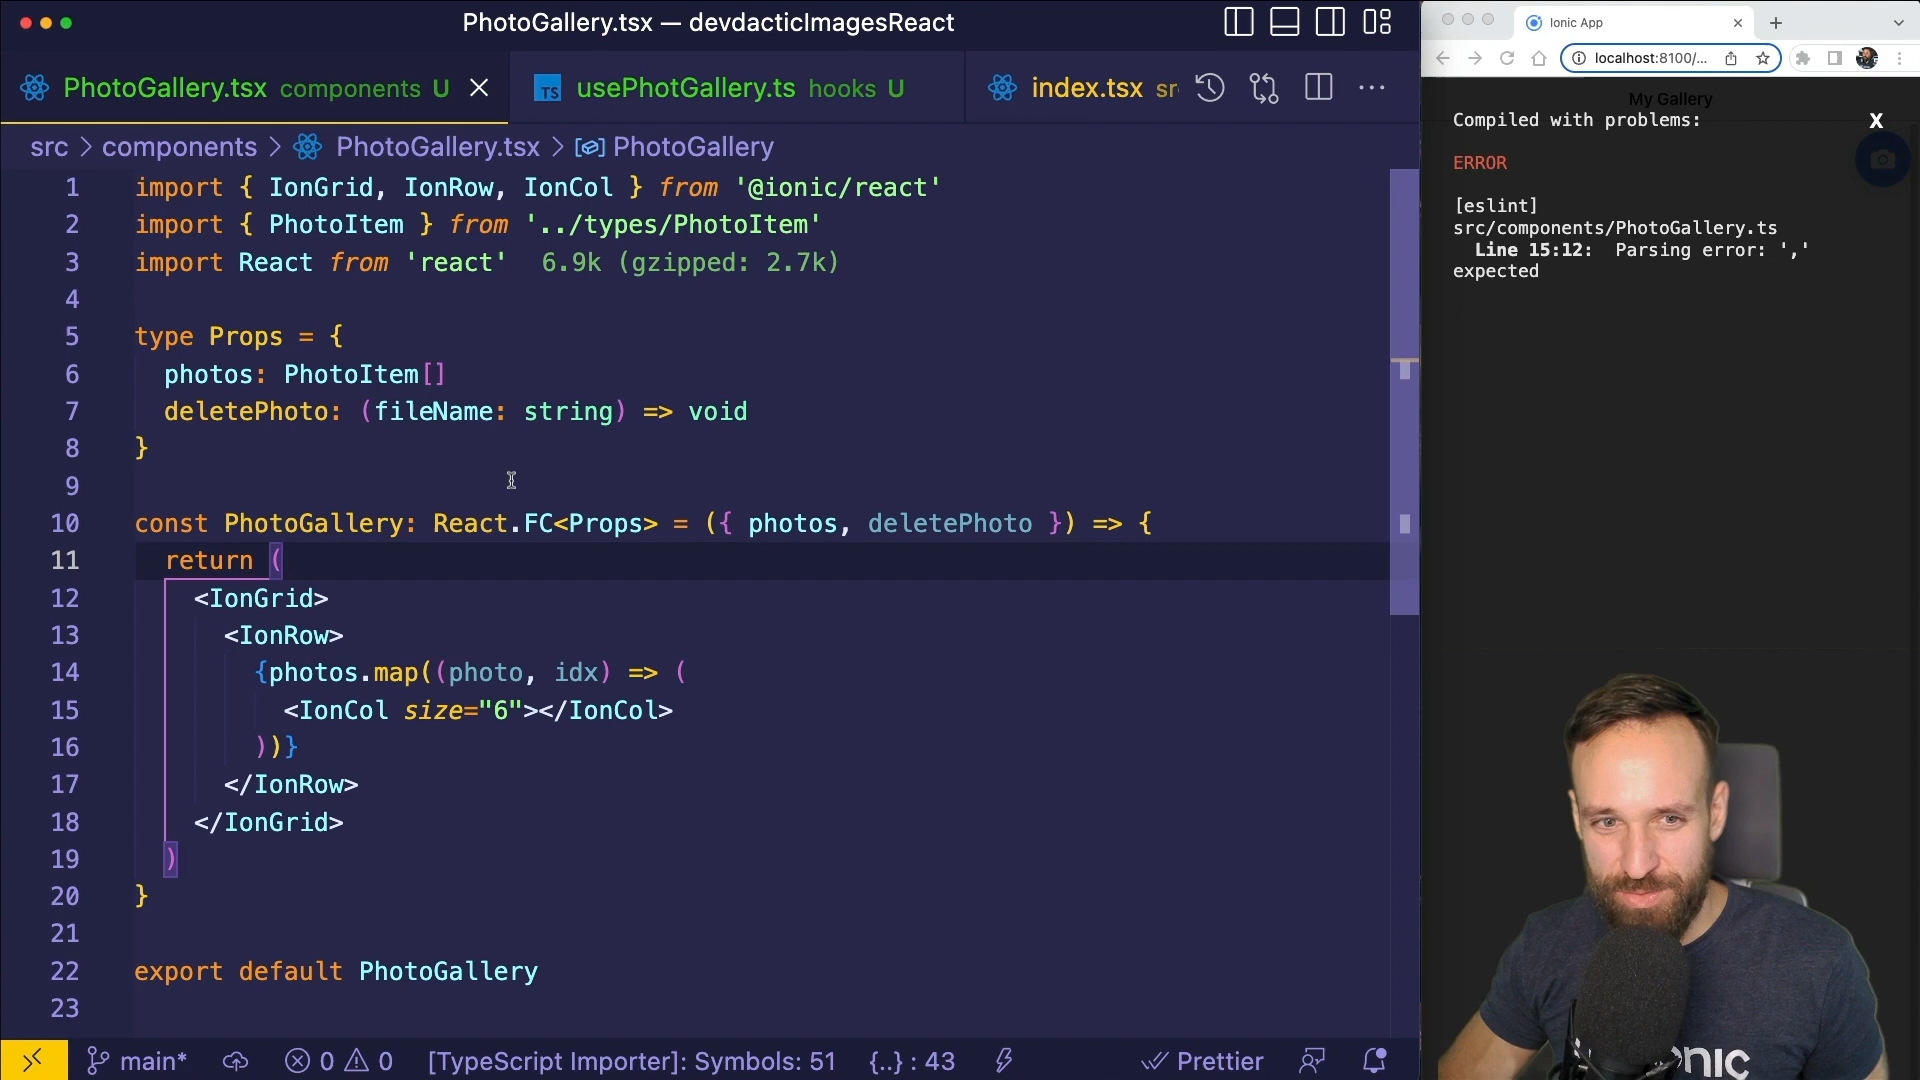 PhotoGallery.tsx — devdacticImagesReact
PhotoGallery.tsx components U
usePhotGallery.ts hooks U
index.tsx sr
src > components > PhotoGallery.tsx > PhotoGallery
1 import { IonGrid, IonRow, IonCol } from '@ionic/react'
2 import { PhotoItem } from '../types/PhotoItem'
3 import React from 'react' 6.9k (gzipped: 2.7k)
4
5 type Props = {
6 photos: PhotoItem[]
7 deletePhoto: (fileName: string) => void
8 }
9
10 const PhotoGallery: React.FC<Props> = ({ photos, deletePhoto }) => {
11 return (
12 <IonGrid>
13 <IonRow>
14 {photos.map((photo, idx) => (
15 <IonCol size="6"></IonCol>
16 ))}
17 </IonRow>
18 </IonGrid>
19 )
20 }
21
22 export default PhotoGallery
23
main* 0 0 [TypeScript Importer]: Symbols: 51 {..} : 43 Prettier
Ionic App
localhost:8100/...
My Gallery
Compiled with problems: X
ERROR
[eslint]
src/components/PhotoGallery.ts
Line 15:12: Parsing error: ','
expected